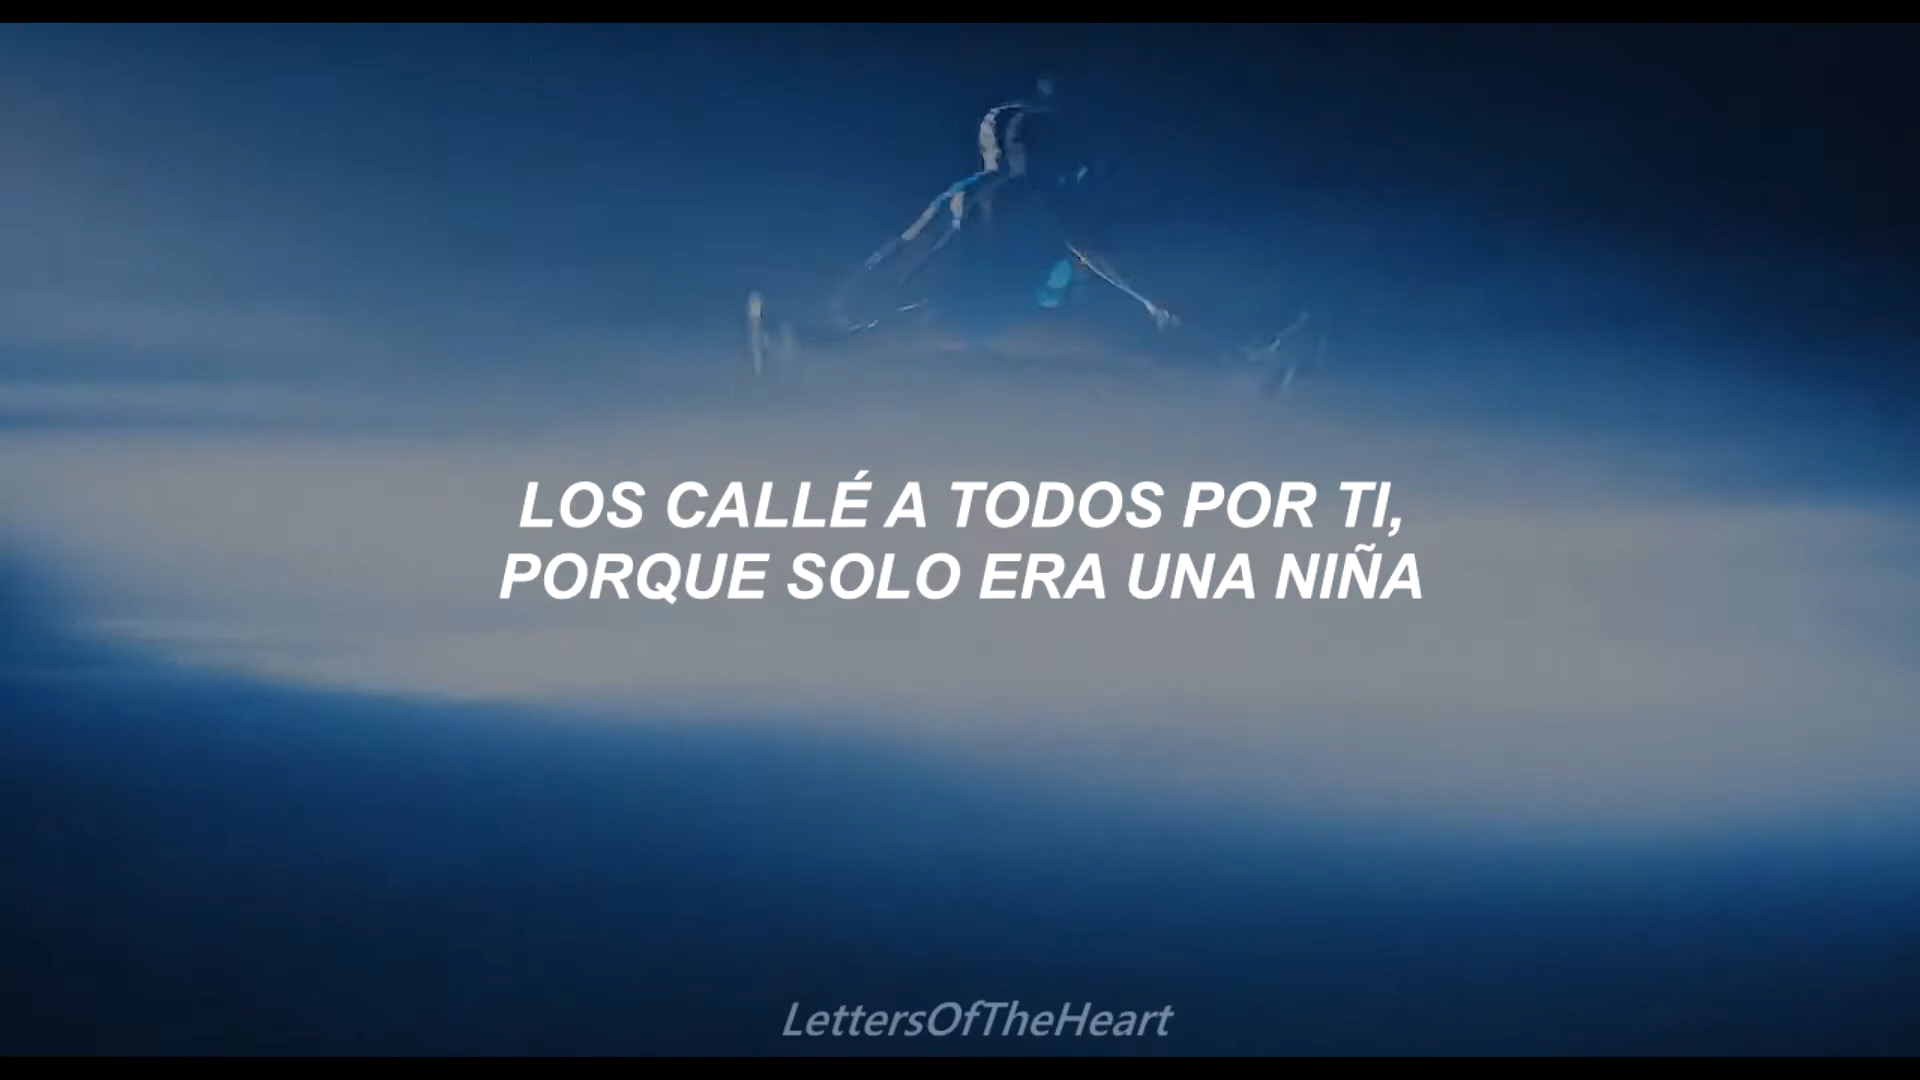 LOS CALLÉ A TODOS POR TI,
PORQUE SOLO ERA UNA NIÑA
LettersOfTheHeart